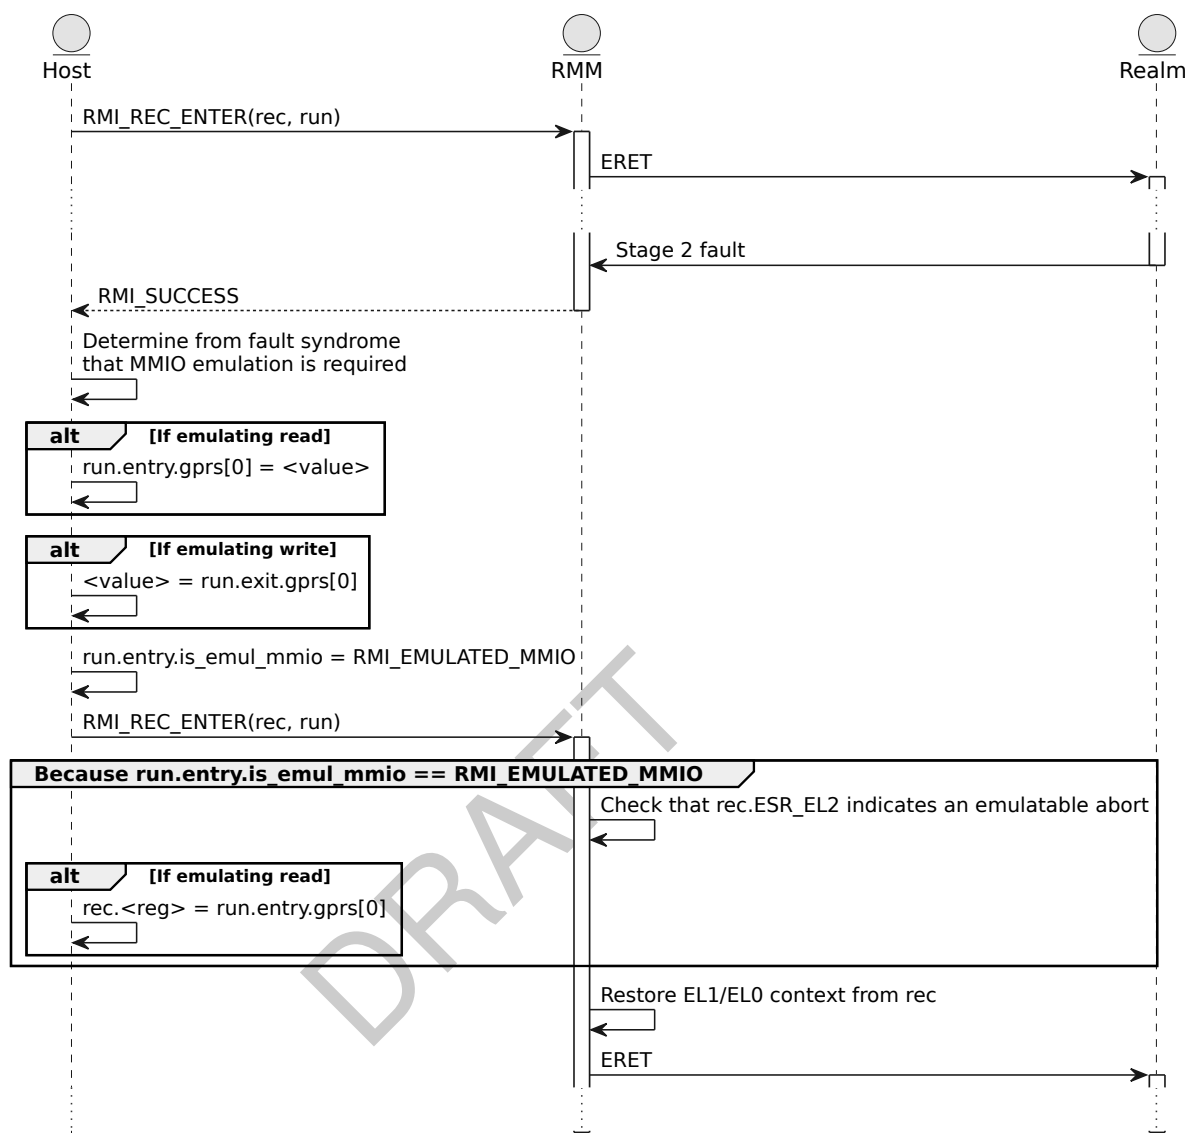 Host
RMM
Realm
RMI_REC_ENTER(rec, run)
ERET
Stage 2 fault
RMI_SUCCESS
Determine from fault syndrome
that MMIO emulation is required
alt [If emulating read]
run.entry.gprs[0] = <value>
alt [If emulating write]
<value> = run.exit.gprs[0]
run.entry.is_emul_mmio = RMI_EMULATED_MMIO
RMI_REC_ENTER(rec, run)
Because run.entry.is_emul_mmio == RMI_EMULATED_MMIO
Check that rec.ESR_EL2 indicates an emulatable abort
alt [If emulating read]
rec.<reg> = run.entry.gprs[0]
Restore EL1/EL0 context from rec
ERET
DRAFT